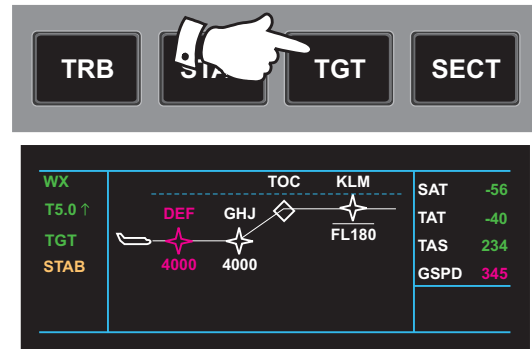 TRB TGT SECT
WX TOC KLM SAT -56
T5.0 ↑ DEF GHJ TAT -40
TGT FL180 TAS 234
STAB 4000 4000 GSPD 345